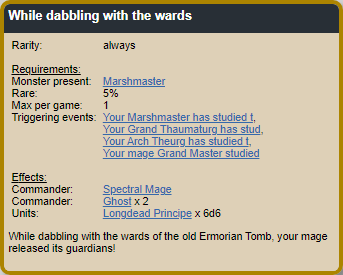 While dabbling with the wards
Rarity: always
Requirements:
Monster present: Marshmaster
Rare: 5%
Max per game: 1
Triggering events: Your Marshmaster has studied t,
Your Grand Thaumaturg has stud,
Your Arch Theurg has studied t,
Your mage Grand Master studied
Effects:
Commander: Spectral Mage
Commander: Ghost x 2
Units: Longdead Principe x 6d6
While dabbling with the wards of the old Ermorian Tomb, your mage
released its guardians!